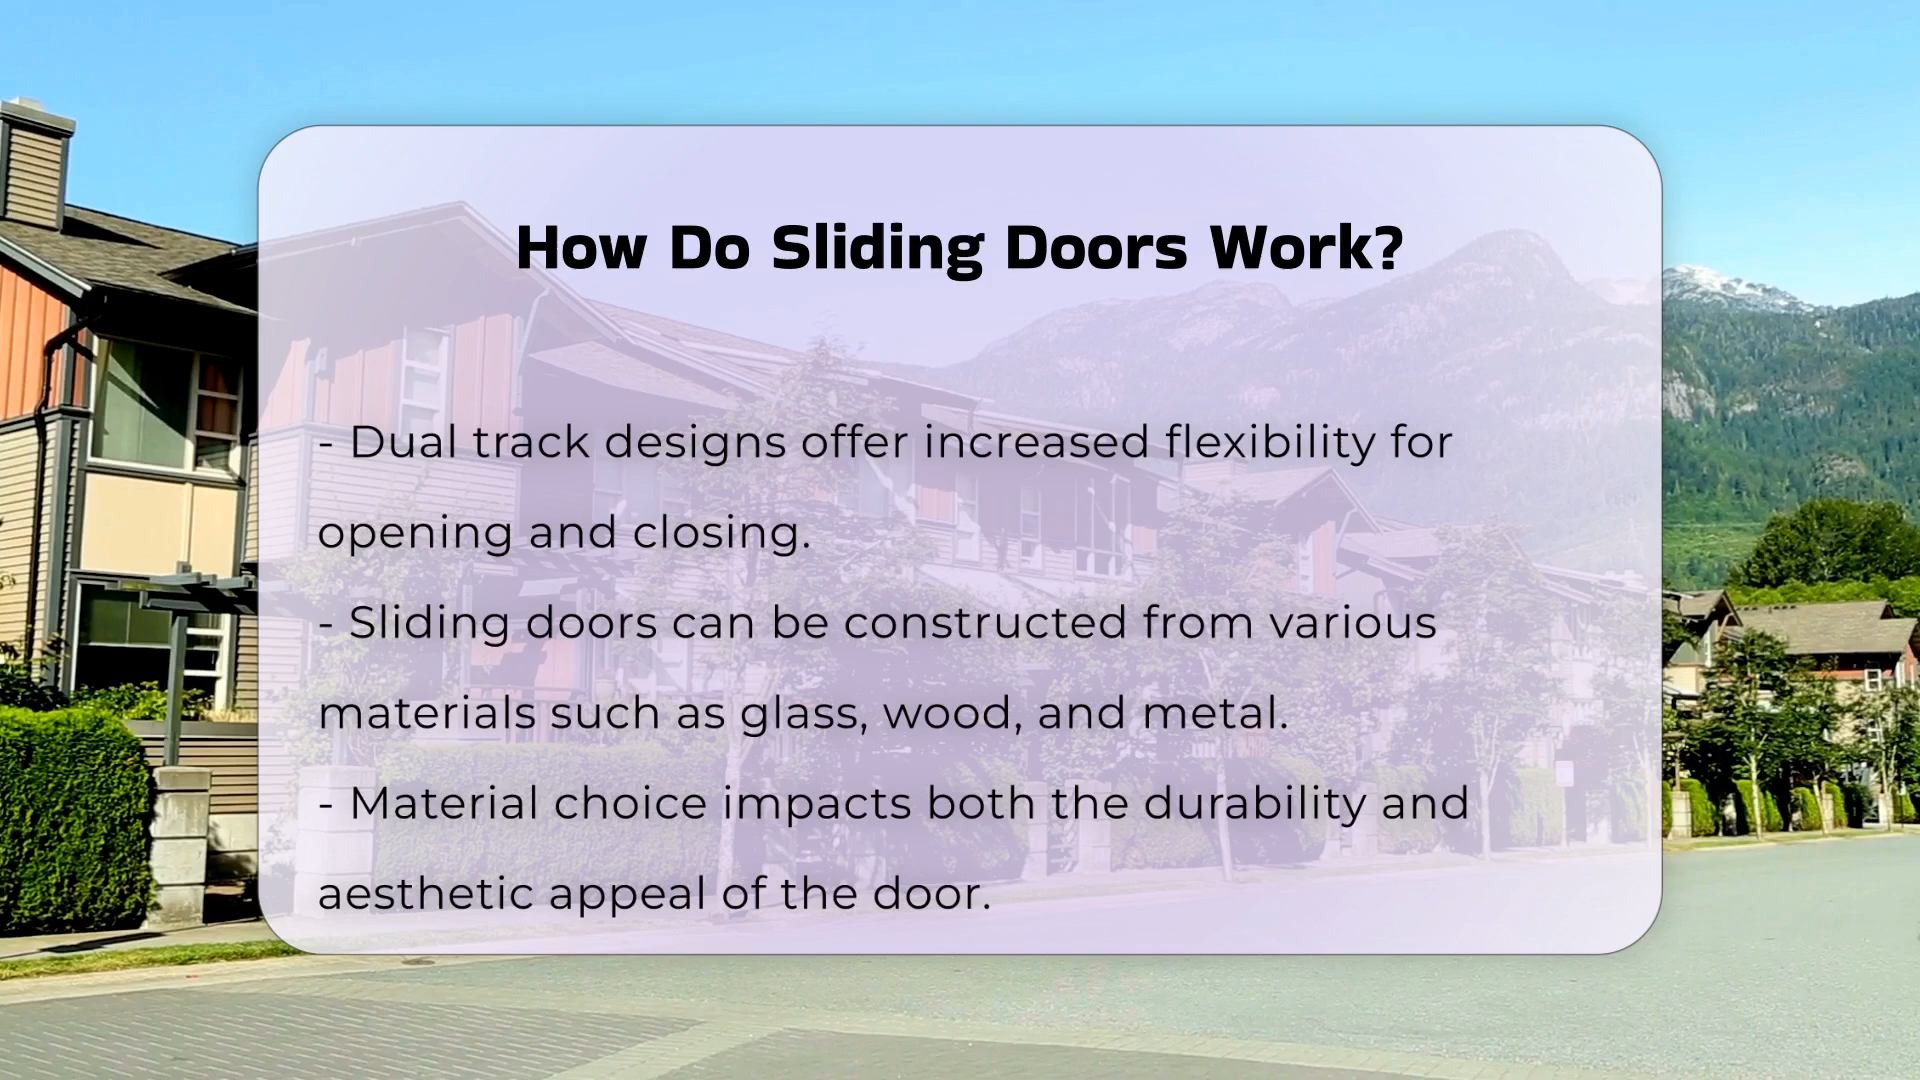 How Do Sliding Doors Work?
- Dual track designs offer increased flexibility for
opening and closing.
- Sliding doors can be constructed from various
materials such as glass, wood, and metal.
- Material choice impacts both the durability and
aesthetic appeal of the door.